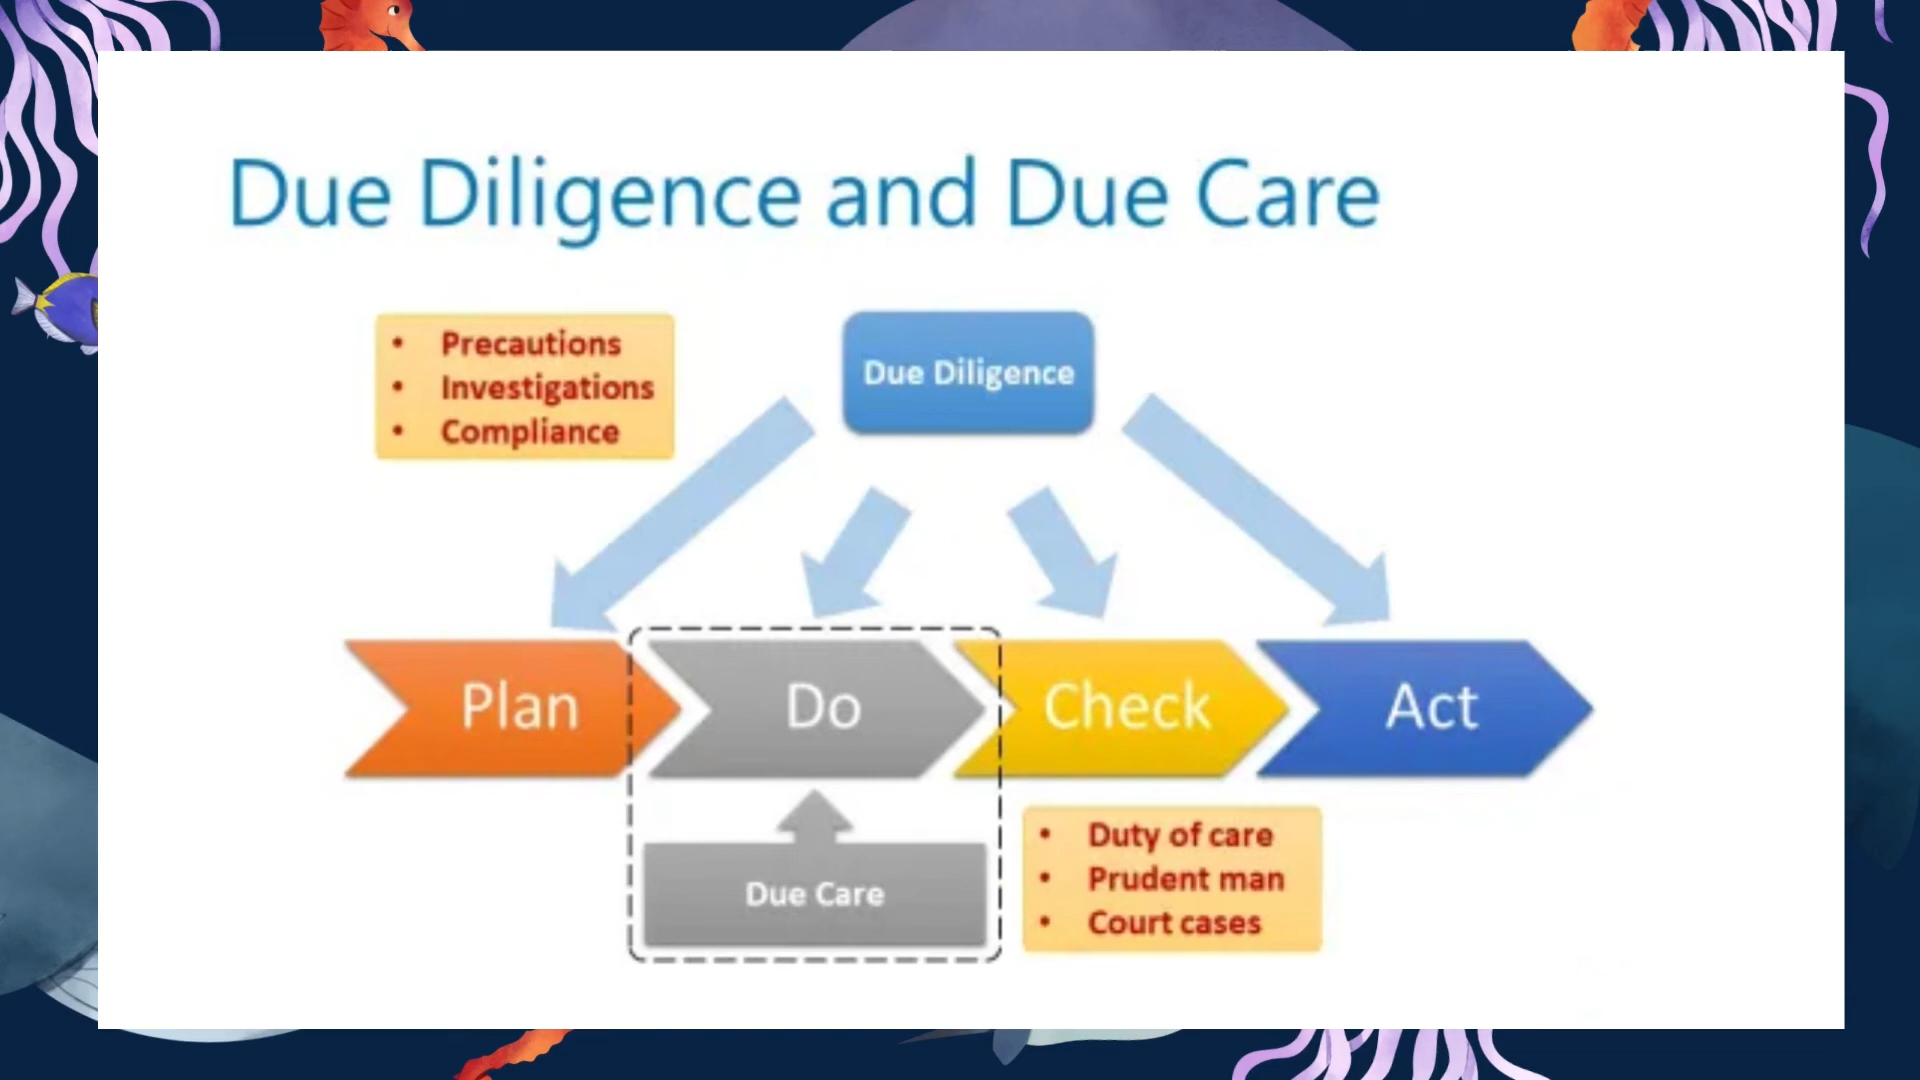 Due Diligence and Due Care
• Precautions
• Investigations
• Compliance
Due Diligence
Plan
Do
Check
Act
Due Care
• Duty of care
• Prudent man
• Court cases